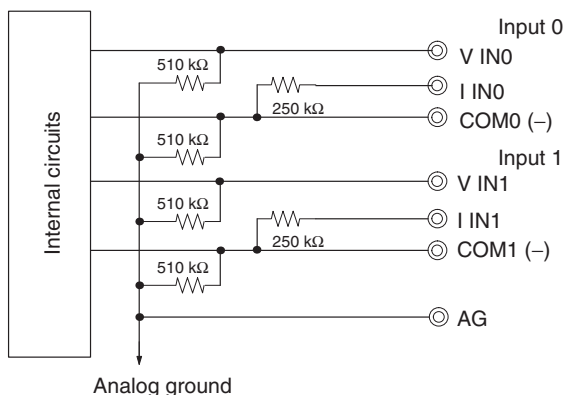 Input 0
V IN0
510 kΩ
I IN0
250 kΩ
COM0 (−)
510 kΩ
Input 1
V IN1
510 kΩ
I IN1
250 kΩ
COM1 (−)
510 kΩ
AG
Internal circuits
Analog ground